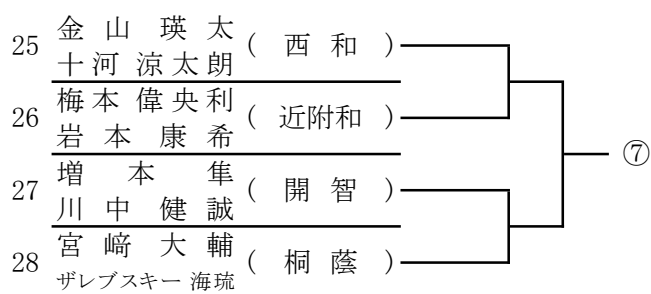 25 金山 瑛太 ( 西和 )
十河 涼太朗
26 梅本 偉央利 ( 近附和 )
岩本 康希
⑦
27 増本 隼 ( 開智 )
川中 健誠
28 宮﨑 大輔 ( 桐蔭 )
ザレブスキー 海琉